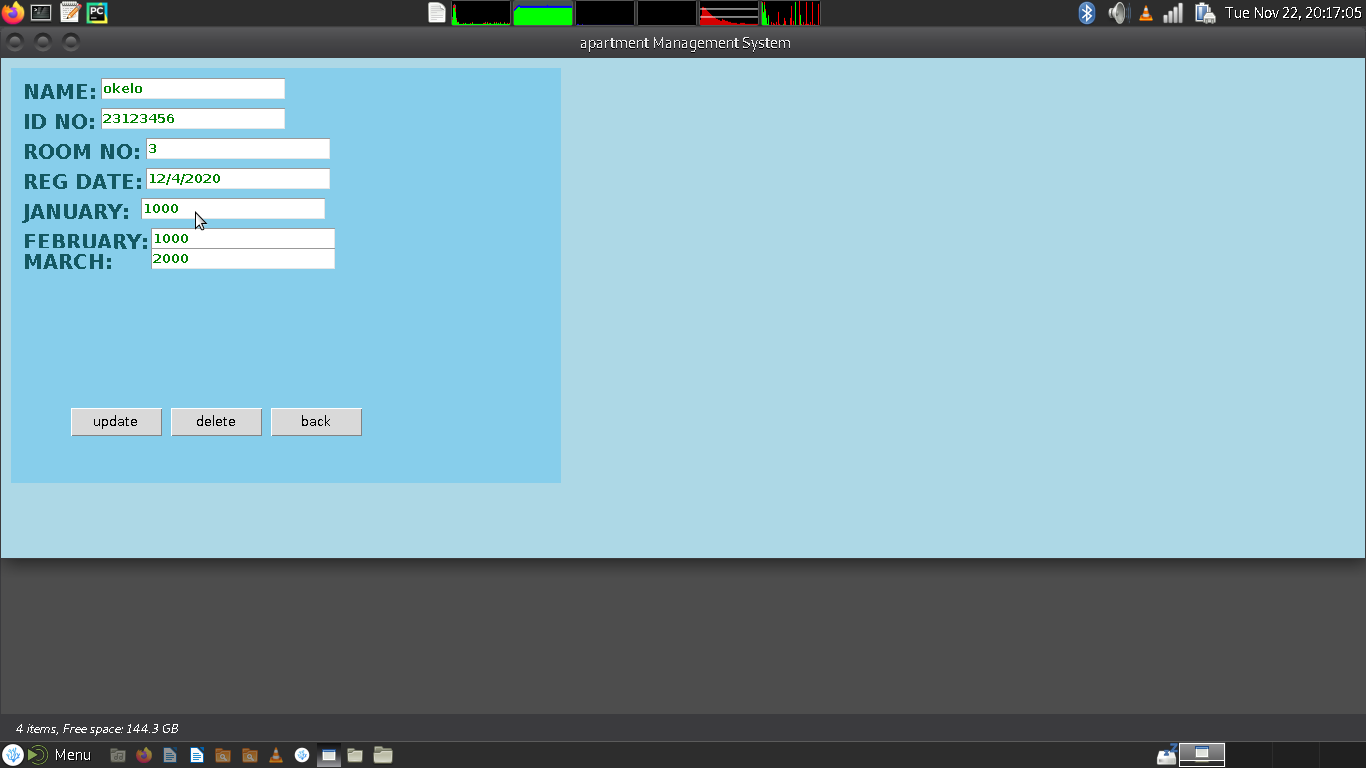 PC
Tue Nov 22, 20:17:05
apartment Management System
NAME: okelo
ID NO: 23123456
ROOM NO: 3
REG DATE: 12/4/2020
JANUARY: 1000
FEBRUARY: 1000
MARCH: 2000
update delete back
4 items, Free space: 144.3 GB
Menu